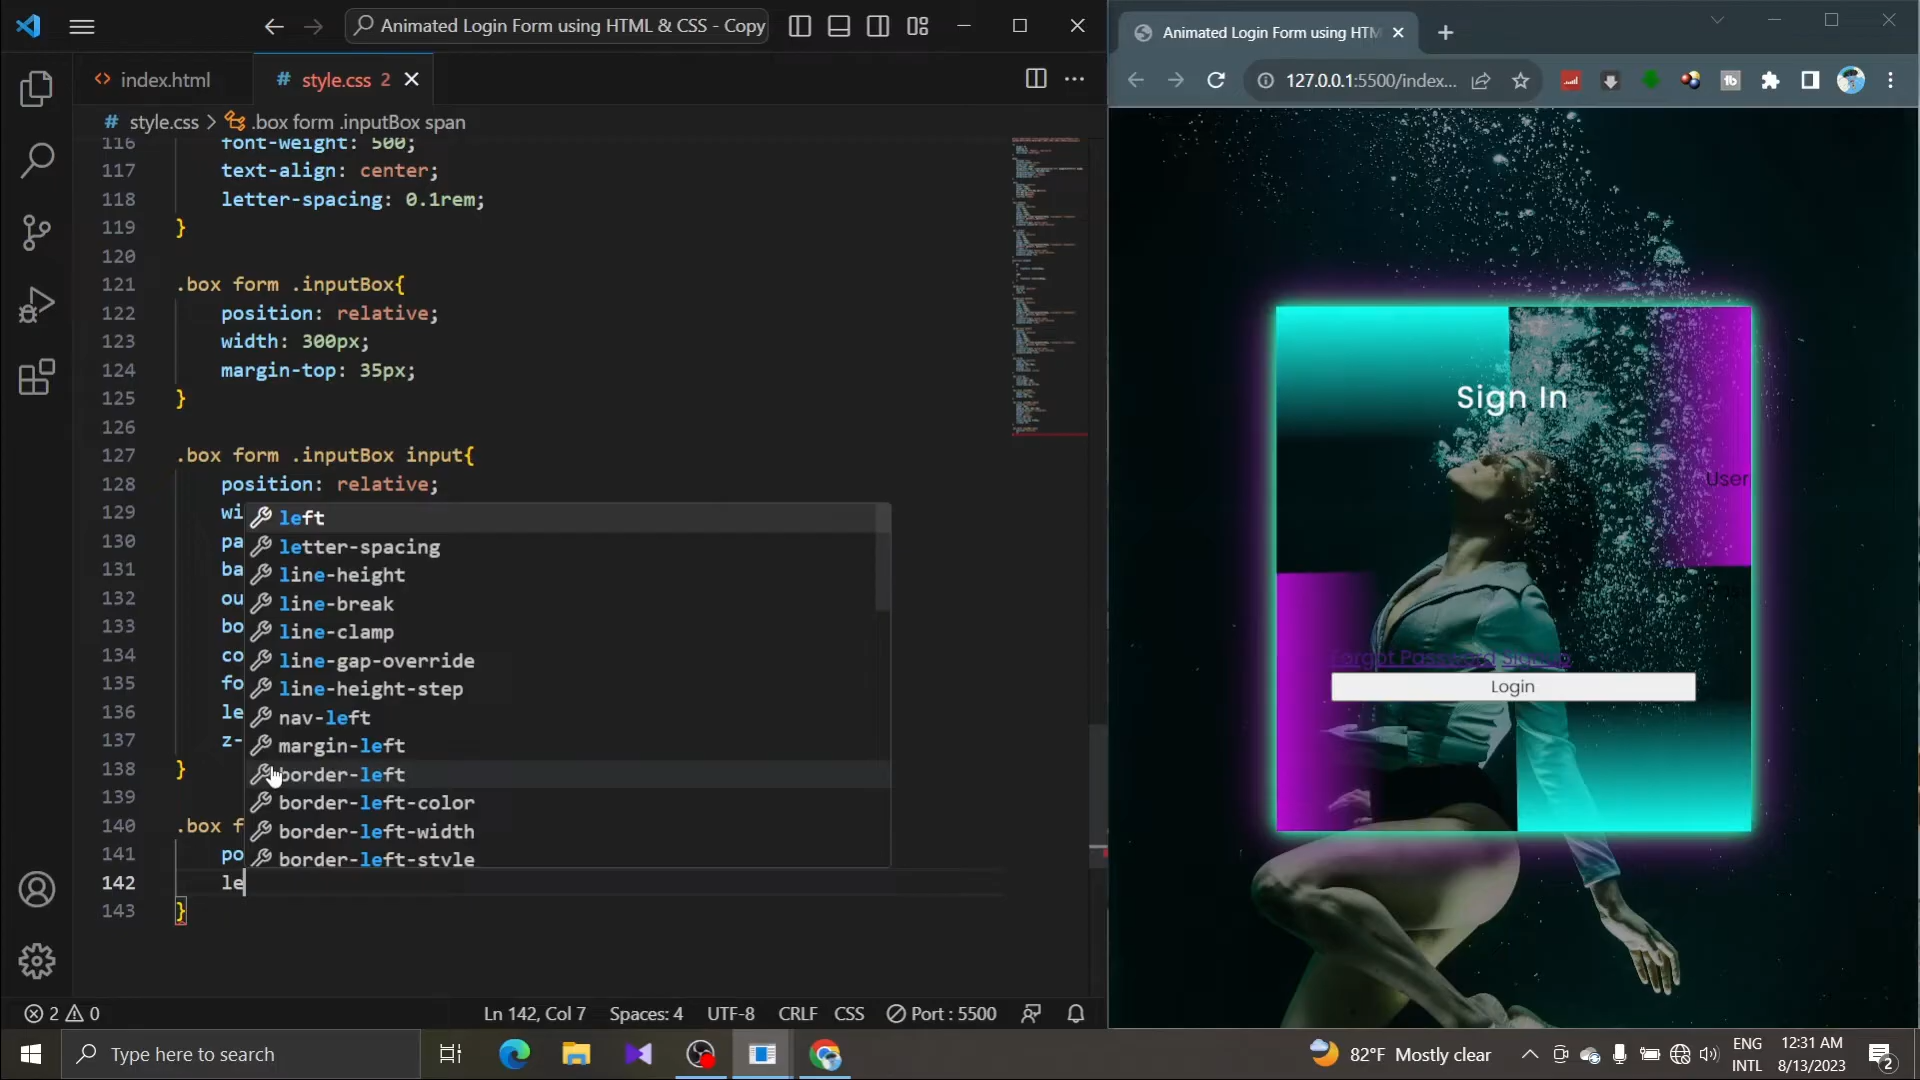 Animated Login Form using HTML & CSS - Copy
index.html
# style.css 2
# style.css > .box form .inputBox span
116 font-weight: 500;
117 text-align: center;
118 letter-spacing: 0.1rem;
119 }
120
121 .box form .inputBox{
122 position: relative;
123 width: 300px;
124 margin-top: 35px;
125 }
126
127 .box form .inputBox input{
128 position: relative;
129 wi
130 pa
131 ba
132 ou
133 bo
134 co
135 fo
136 le
137 z-
138 }
139
140 .box f
141 po
142 le
143 }
left
letter-spacing
line-height
line-break
line-clamp
line-gap-override
line-height-step
nav-left
margin-left
border-left
border-left-color
border-left-width
border-left-style
2 0
Ln 142, Col 7 Spaces: 4 UTF-8 CRLF CSS Port : 5500
Animated Login Form using HTM
127.0.0.1:5500/index...
Sign In
User
Forgot Password Signup
Login
Type here to search
82°F Mostly clear
ENG
INTL
12:31 AM
8/13/2023
2